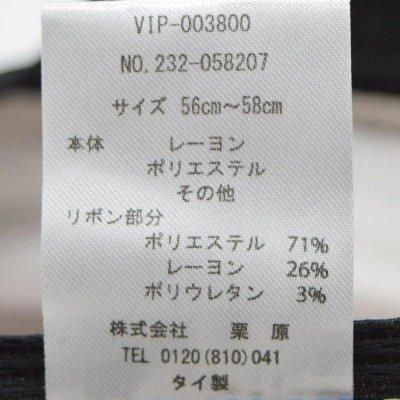 VIP-003800
NO.232-058207
サイズ 56cm～58cm
本体 レーヨン
ポリエステル
その他
リボン部分
ポリエステル 71%
レーヨン 26%
ポリウレタン 3%
株式会社 栗原
TEL 0120(810)041
タイ製